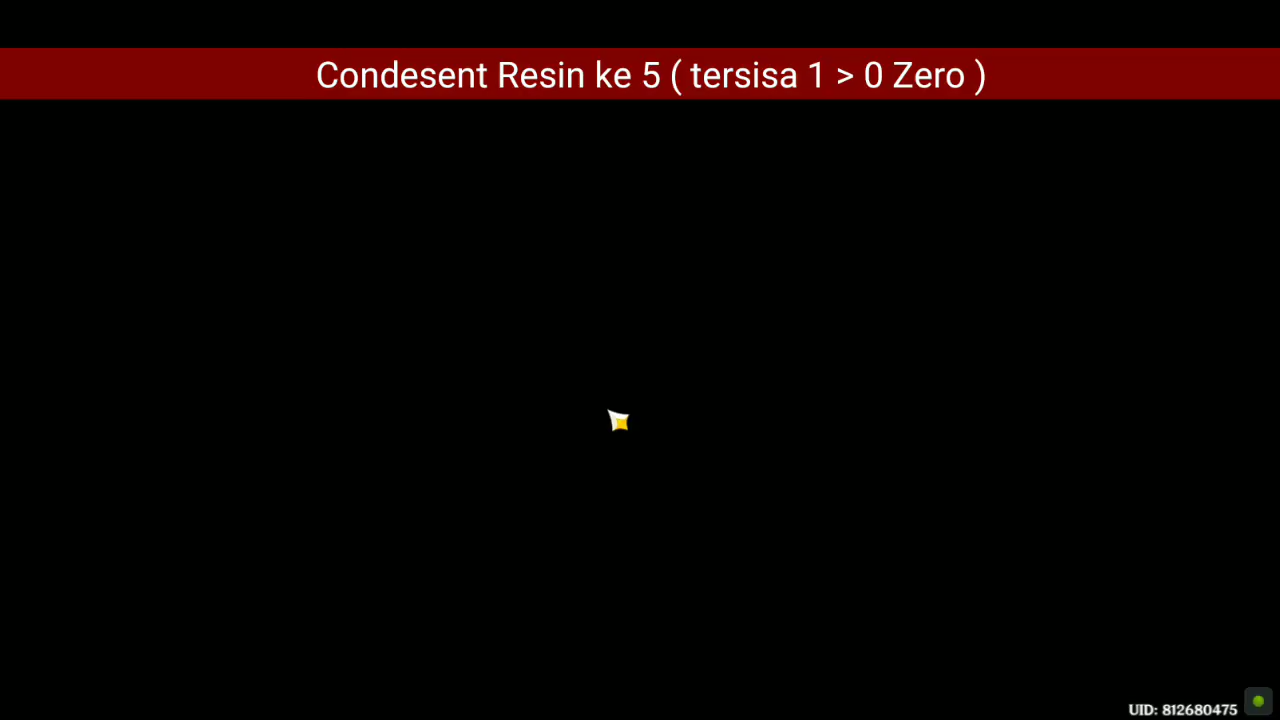 Condesent Resin ke 5 ( tersisa 1 > 0 Zero )
UID: 812680475